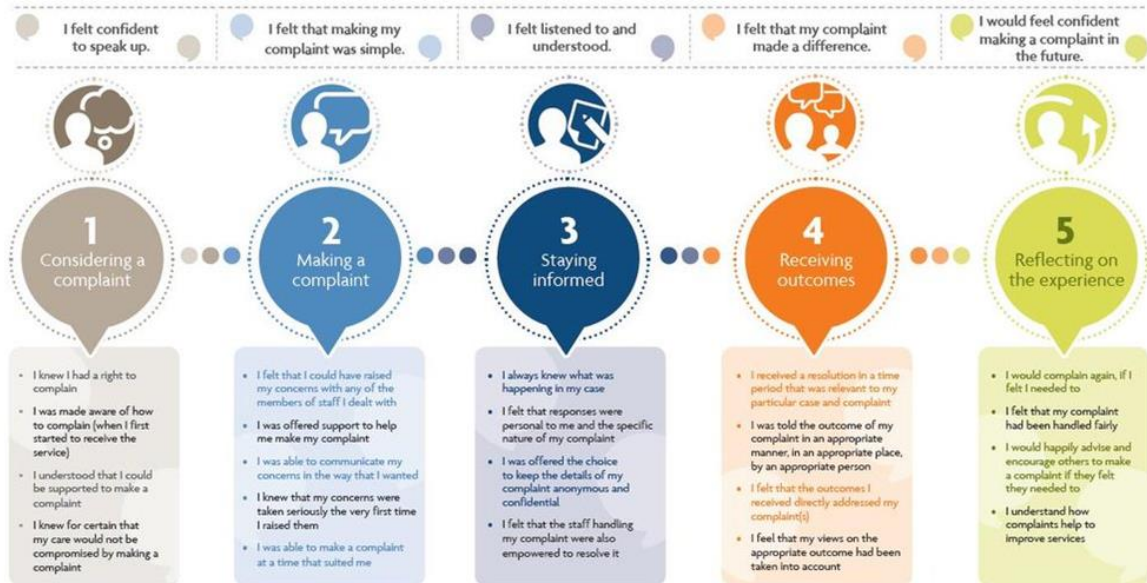 I felt confident
to speak up.
I felt that making my
complaint was simple.
I felt listened to and
understood.
I felt that my complaint
made a difference.
I would feel confident
making a complaint in
the future.
1
Considering a
complaint
2
Making a
complaint
3
Staying
informed
4
Receiving
outcomes
5
Reflecting on
the experience
• I knew I had a right to
complain
• I was made aware of how
to complain (when I first
started to receive the
service)
• I understood that I could
be supported to make a
complaint
• I knew for certain that
my care would not be
compromised by making a
complaint
• I felt that I could have raised
my concerns with any of the
members of staff I dealt with
• I was offered support to help
me make my complaint
• I was able to communicate my
concerns in the way that I wanted
• I knew that my concerns were
taken seriously the very first time
I raised them
• I was able to make a complaint
at a time that suited me
• I always knew what was
happening in my case
• I felt that responses were
personal to me and the specific
nature of my complaint
• I was offered the choice
to keep the details of my
complaint anonymous and
confidential
• I felt that the staff handling
my complaint were also
empowered to resolve it
• I received a resolution in a time
period that was relevant to my
particular case and complaint
• I was told the outcome of my
complaint in an appropriate
manner, in an appropriate place,
by an appropriate person
• I felt that the outcomes I
received directly addressed my
complaint(s)
• I feel that my views on the
appropriate outcome had been
taken into account
• I would complain again, if I
felt I needed to
• I felt that my complaint
had been handled fairly
• I would happily advise and
encourage others to make
a complaint if they felt
they needed to
• I understand how
complaints help to
improve services